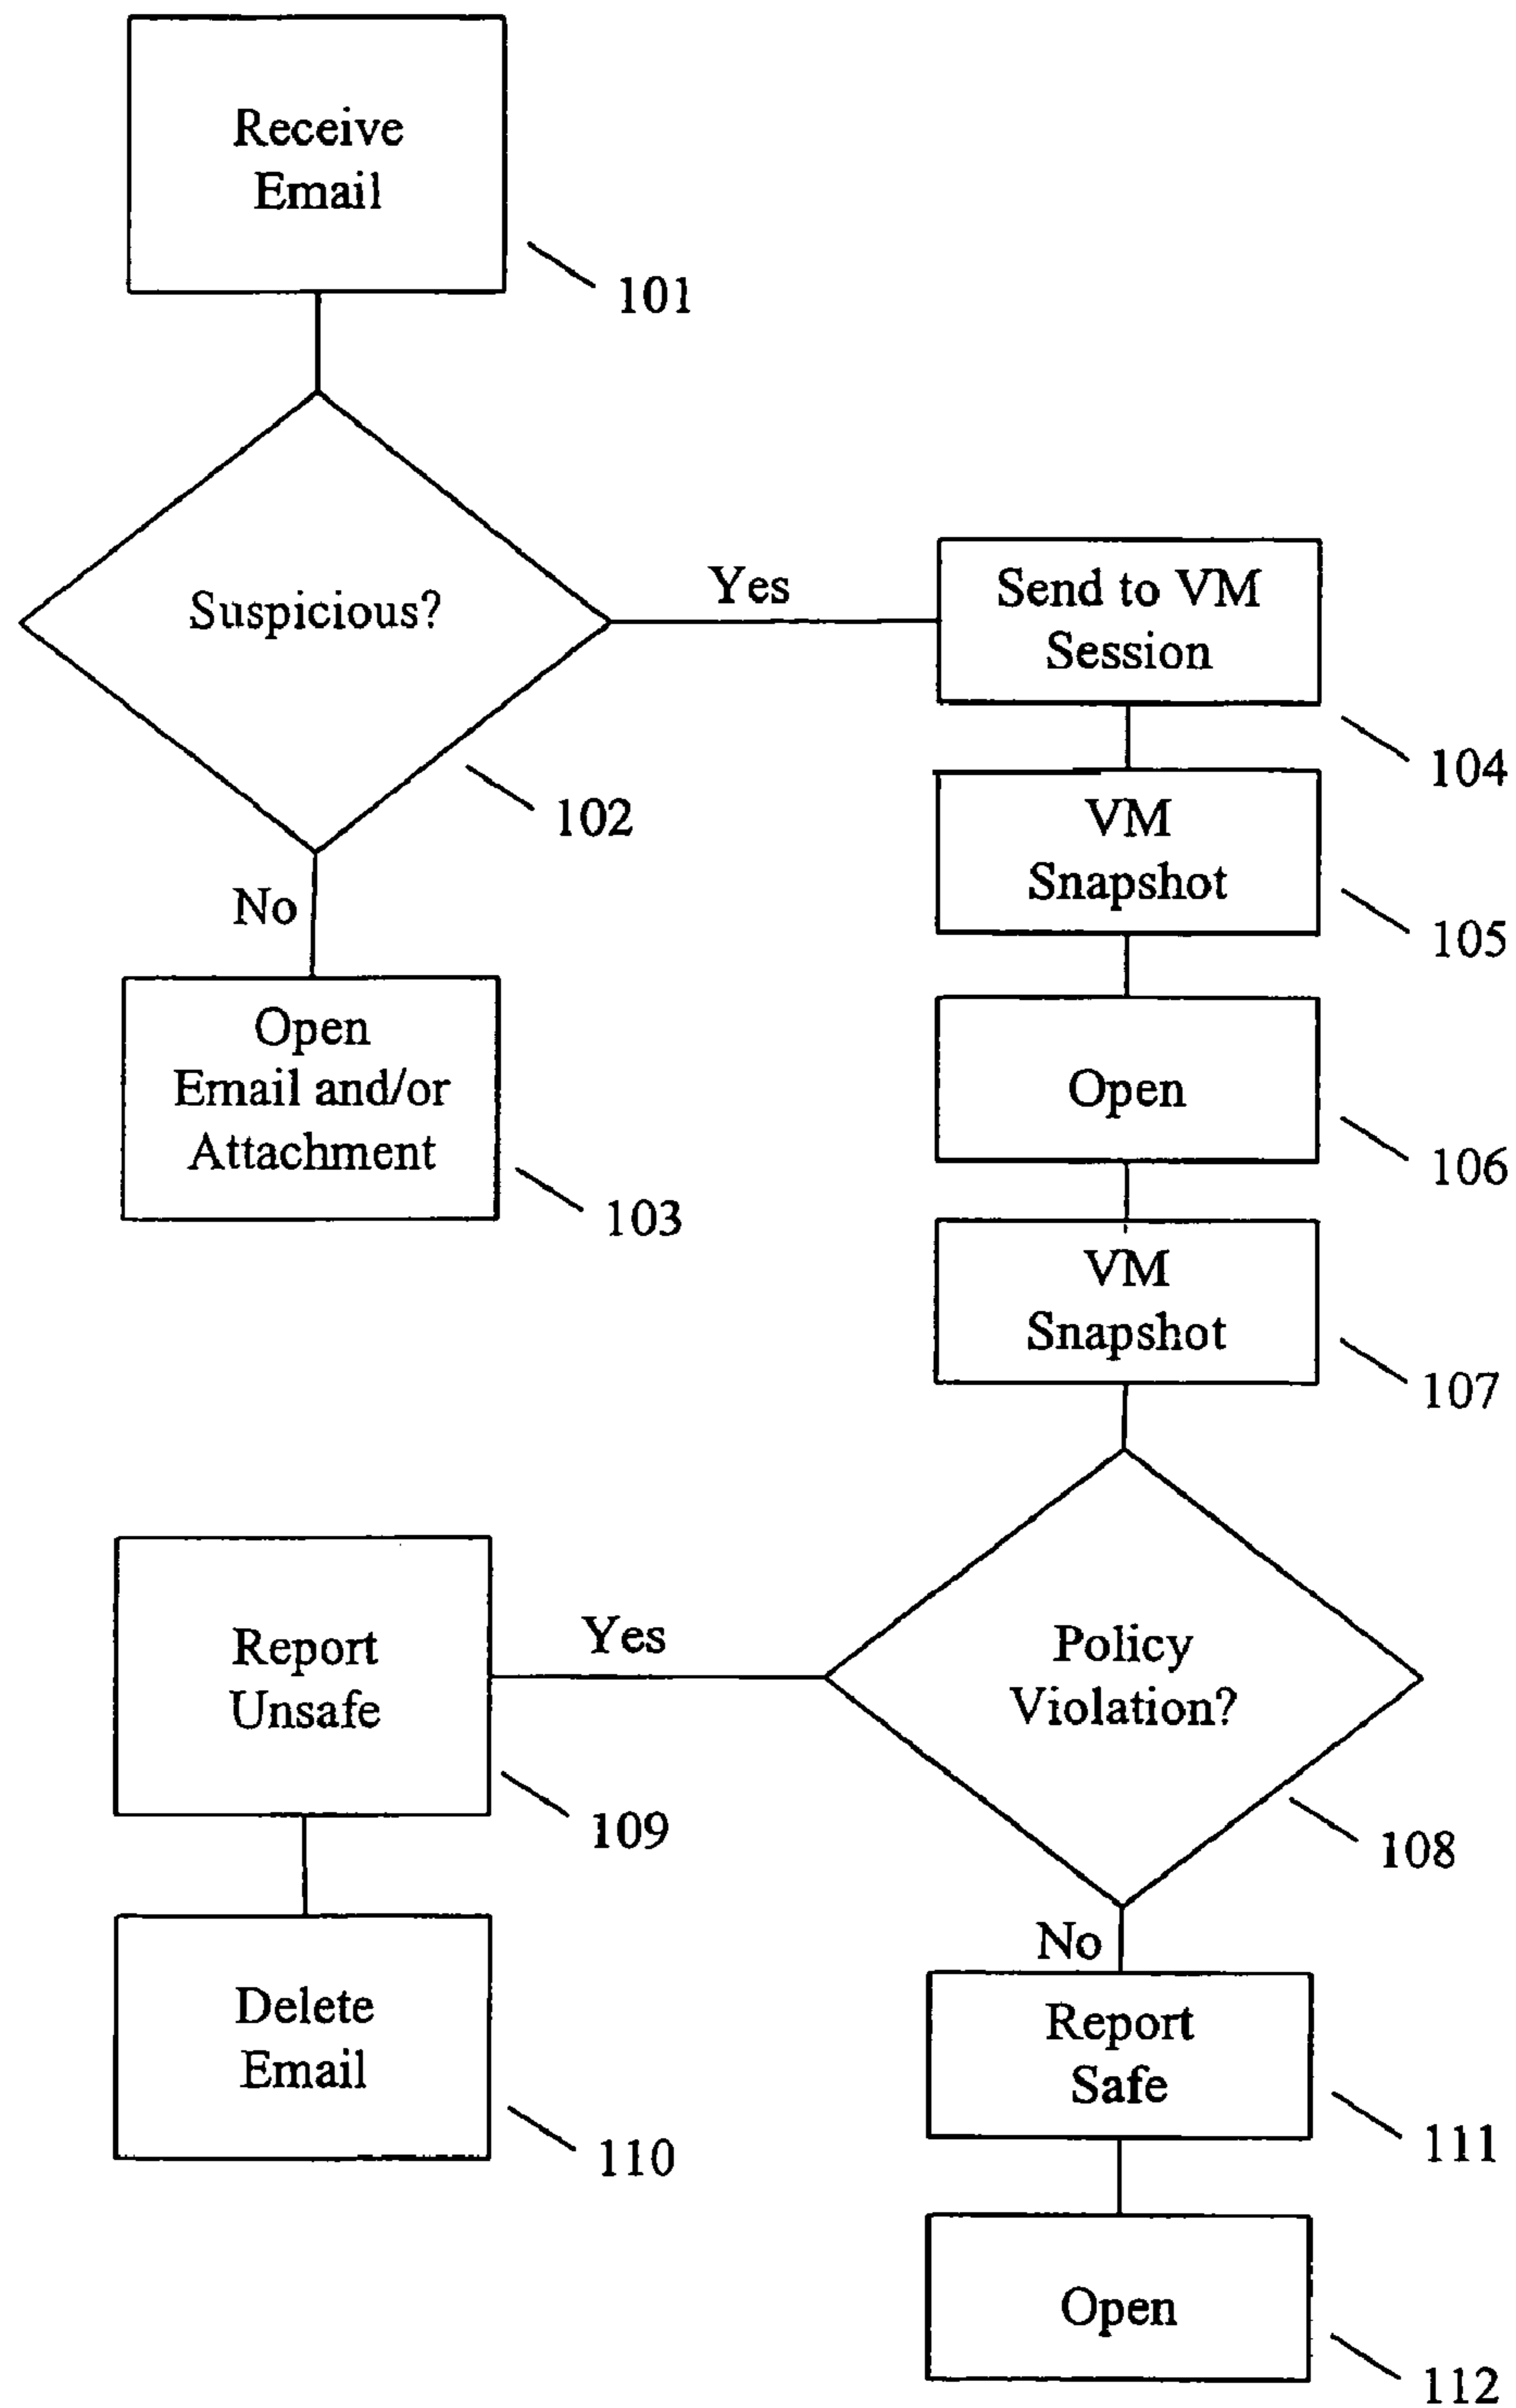 Receive
Email
101
Suspicious?
Yes
102
No
Open
Email and/or
Attachment
103
Send to VM
Session
104
VM
Snapshot
105
Open
106
VM
Snapshot
107
Policy
Violation?
108
Yes
Report
Unsafe
109
Delete
Email
110
No
Report
Safe
111
Open
112